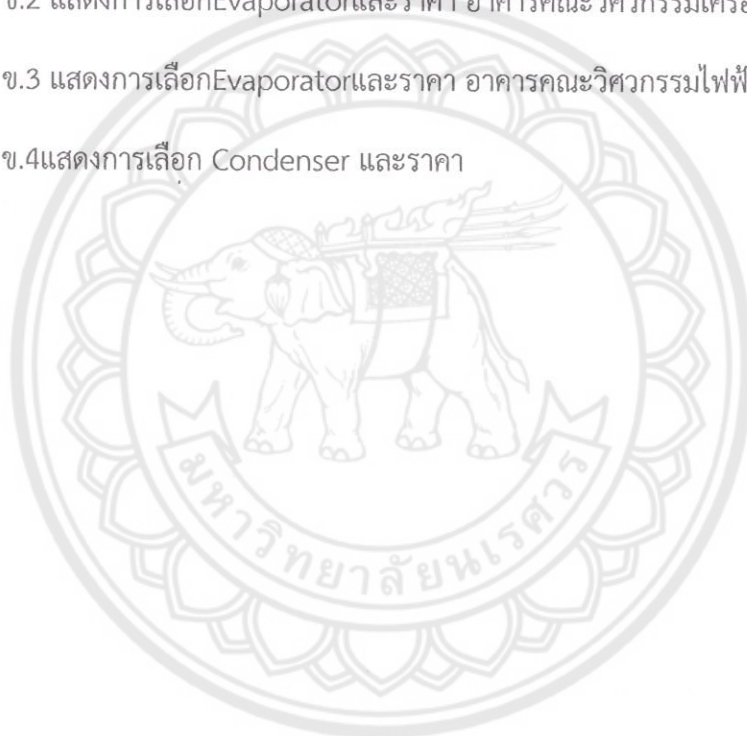 ข.2 แสดงการเลือกEvaporatorและราคา อาคารคณะวิศวกรรมเครื่อ
ข.3 แสดงการเลือกEvaporatorและราคา อาคารคณะวิศวกรรมไฟฟ้
ข.4แสดงการเลือก Condenser และราคา
มหาวิทยาลัยนเรศวร